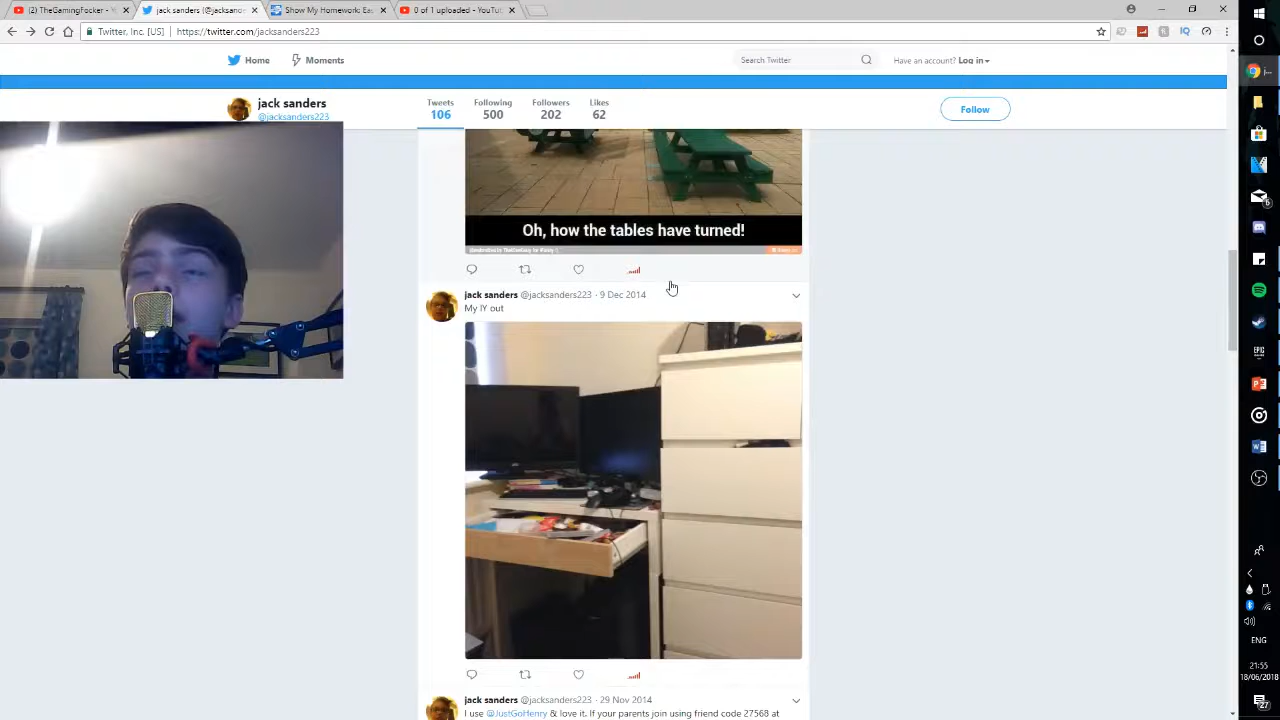 (2) TheGamingFocker - Y
jack sanders (@jacksand
Show My Homework: Ea
0 of 1 uploaded - YouTu
Twitter, Inc. [US]
https://twitter.com/jacksanders223
Home
Moments
Search Twitter
Have an account? Log in
jack sanders
@jacksanders223
Tweets
106
Following
500
Followers
202
Likes
62
Follow
Oh, how the tables have turned!
jack sanders @jacksanders223 · 9 Dec 2014
My IY out
jack sanders @jacksanders223 · 29 Nov 2014
I use @JustGoHenry & love it. If your parents join using friend code 27568 at
j...
5
EPIC
ENG
21:55
18/06/2018
27